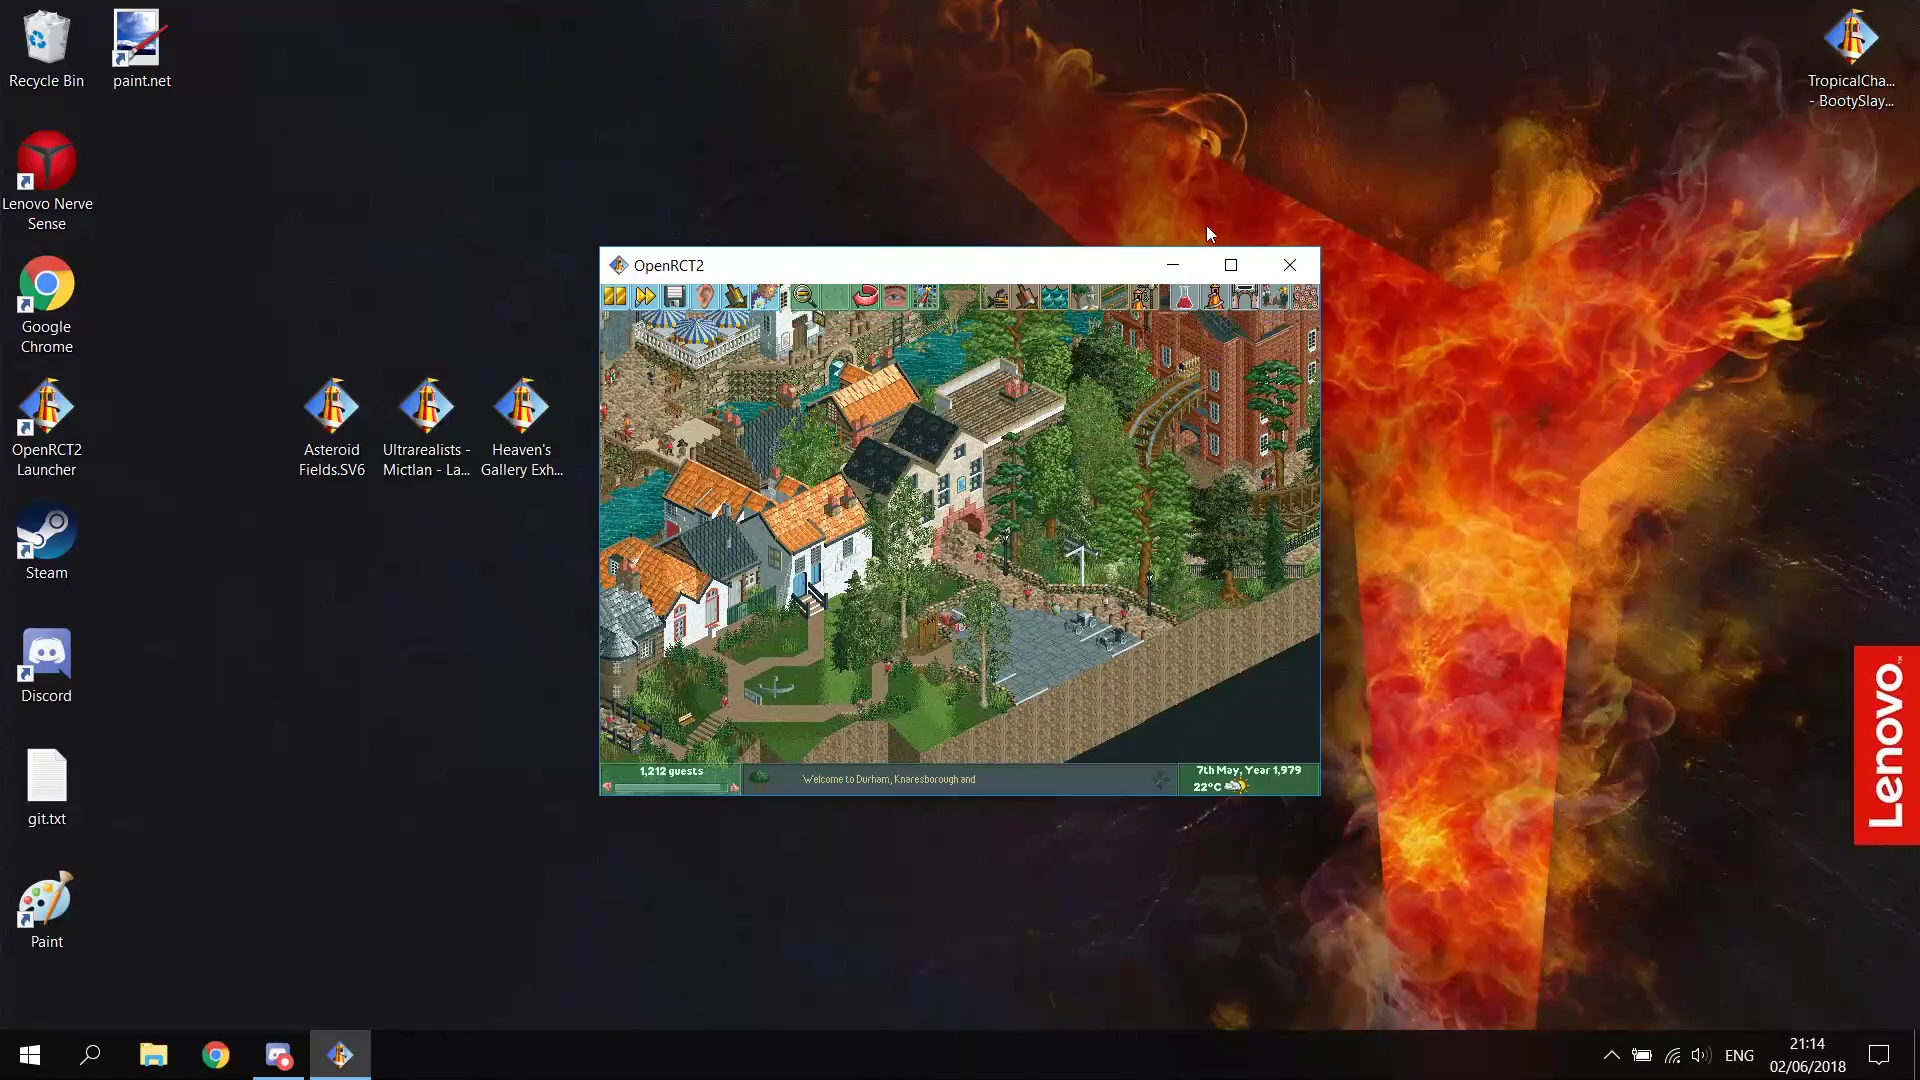 Recycle Bin
paint.net
Lenovo Nerve
Sense
Google
Chrome
OpenRCT2
Launcher
Steam
Discord
git.txt
Paint
Asteroid
Fields.SV6
Ultrarealists -
Mictlan - La...
Heaven's
Gallery Exh...
TropicalCha...
- BootySlay...
OpenRCT2
1,212 guests
Welcome to Durham, Knaresborough and
7th May, Year 1,979
22°C
Lenovo™
ENG
21:14
02/06/2018